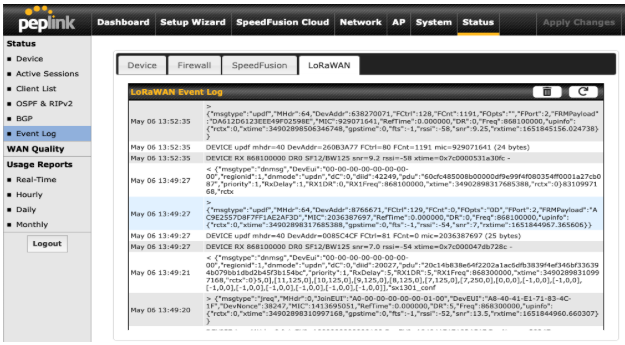 peplink
Dashboard Setup Wizard SpeedFusion Cloud Network AP System Status Apply Changes
Status
Device
Active Sessions
Client List
OSPF & RIPv2
BGP
Event Log
WAN Quality
Usage Reports
Real-Time
Hourly
Daily
Monthly
Logout
Device Firewall SpeedFusion LoRaWAN
LoRaWAN Event Log
>
May 06 13:52:35 {"msgtype":"updf","MHdr":64,"DevAddr":638270071,"FCtrl":128,"FCnt":1191,"FOpts":"","FPort":2,"FRMPayload"
:"DA612D6123EEE49F02598E","MIC":929071641,"RefTime":0.000000,"DR":0,"Freq":868100000,"upinfo":
{"rctx":0,"xtime":34902898506346748,"gpstime":0,"fts":-1,"rssi":-58,"snr":9.25,"rxtime":1651845156.024738}
}
May 06 13:52:35 DEVICE updf mhdr=40 DevAddr=260B3A77 FCtrl=80 FCnt=1191 mic=929071641 (24 bytes)
May 06 13:52:35 DEVICE RX 868100000 DR0 SF12/BW125 snr=9.2 rssi=-58 xtime=0x7c0000531a30fc -
May 06 13:49:27 < {"msgtype":"dnmsg","DevEui":"00-00-00-00-00-00-00-
00","regionid":1,"dnmode":"updn","dC":0,"diid":42249,"pdu":"60cfc485008b00000df9e99f4f080354ff0001a27cb0
87","priority":1,"RxDelay":1,"RX1DR":0,"RX1Freq":868100000,"xtime":34902898317685388,"rctx":0}83109971
68,"rctx
>
May 06 13:49:27 {"msgtype":"updf","MHdr":64,"DevAddr":8766671,"FCtrl":129,"FCnt":0,"FOpts":"0D","FPort":2,"FRMPayload":"A
C9E2557D8F7FF1AE2AF3D","MIC":2036387697,"RefTime":0.000000,"DR":0,"Freq":868100000,"upinfo":
{"rctx":0,"xtime":34902898317685388,"gpstime":0,"fts":-1,"rssi":-54,"snr":7,"rxtime":1651844967.365606}
}
May 06 13:49:27 DEVICE updf mhdr=40 DevAddr=0085C4CF FCtrl=81 FCnt=0 mic=2036387697 (25 bytes)
May 06 13:49:27 DEVICE RX 868100000 DR0 SF12/BW125 snr=7.0 rssi=-54 xtime=0x7c000047db728c -
May 06 13:49:21 < {"msgtype":"dnmsg","DevEui":"00-00-00-00-00-00-00-
00","regionid":1,"dnmode":"updn","dC":0,"diid":20027,"pdu":"20c14b838e64f2202a1ac6dfb3839f4ef346bf33639
4b079bb1dbd2b45f3b154bc","priority":1,"RxDelay":5,"RX1DR":5,"RX1Freq":868300000,"xtime":3490289831099
7168,"rctx":0}5,0],[11,125,0],[10,125,0],[9,125,0],[8,125,0],[7,125,0],[7,250,0],[0,0,0],[-1,0,0],[-1,0,0],
[-1,0,0],[-1,0,0],[-1,0,0],[-1,0,0],[-1,0,0]],"sx1301_conf
May 06 13:49:20 > {"msgtype":"jreq","MHdr":0,"JoinEUI":"A0-00-00-00-00-00-01-00","DevEUI":"A8-40-41-E1-71-83-4C-
1F","DevNonce":38247,"MIC":1413695051,"RefTime":0.000000,"DR":5,"Freq":868300000,"upinfo":
{"rctx":0,"xtime":34902898310997168,"gpstime":0,"fts":-1,"rssi":-52,"snr":13.5,"rxtime":1651844960.660307}
}